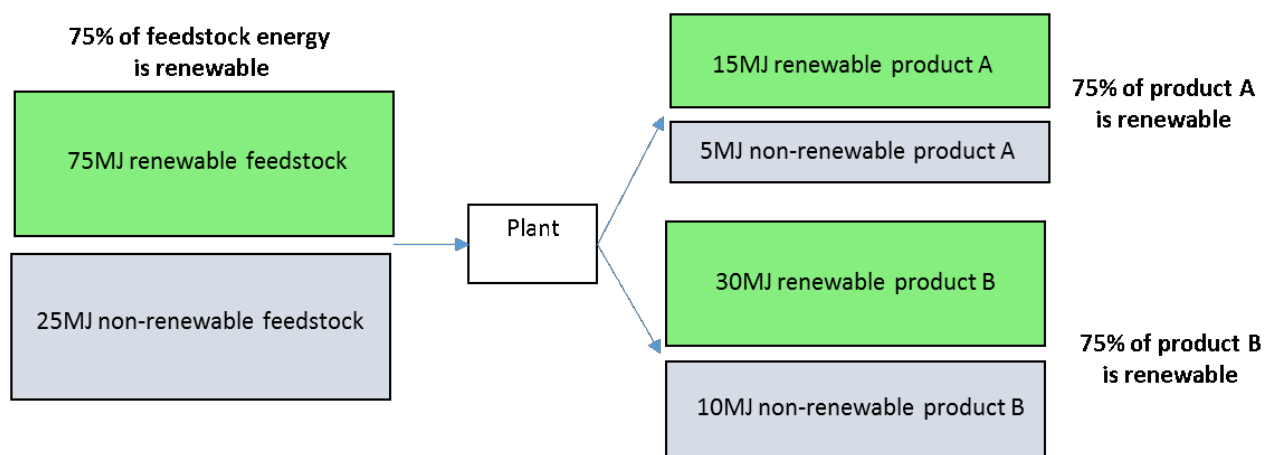 75% of feedstock energy
is renewable
75MJ renewable feedstock
25MJ non-renewable feedstock
Plant
15MJ renewable product A
5MJ non-renewable product A
75% of product A
is renewable
30MJ renewable product B
10MJ non-renewable product B
75% of product B
is renewable